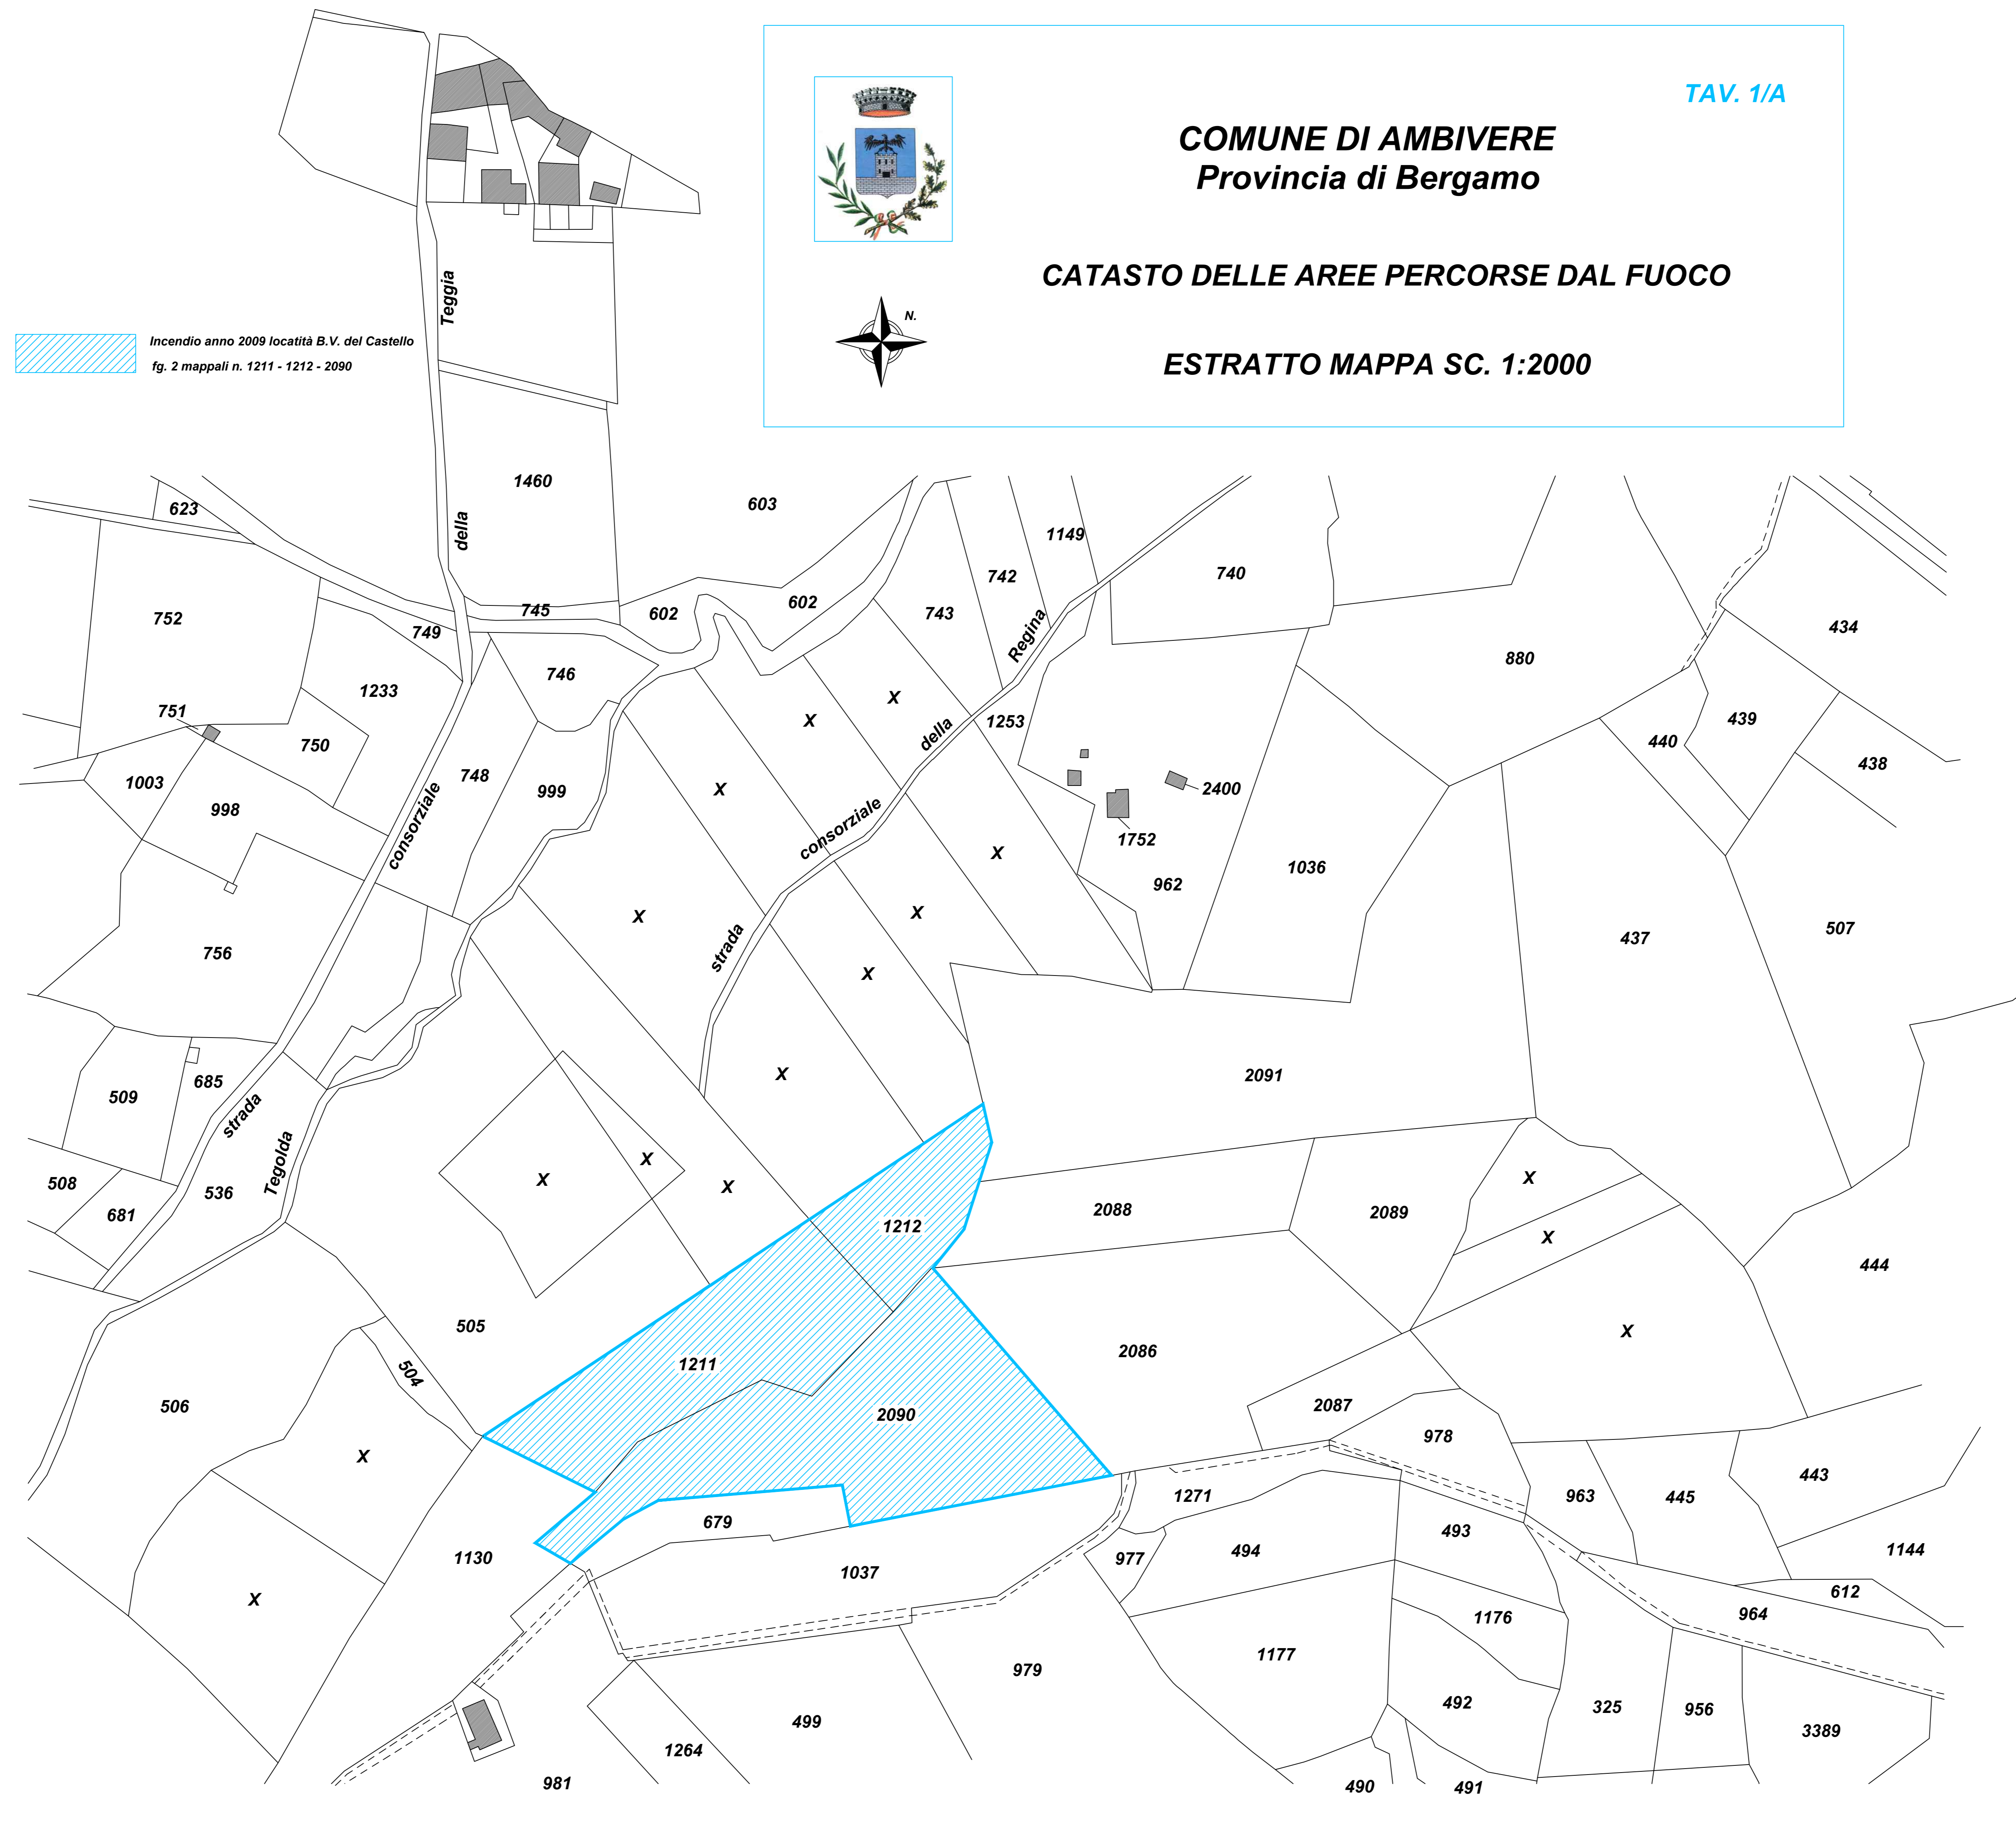 TAV. 1/A
COMUNE DI AMBIVERE
Provincia di Bergamo
CATASTO DELLE AREE PERCORSE DAL FUOCO
N.
ESTRATTO MAPPA SC. 1:2000
Incendio anno 2009 locatità B.V. del Castello
fg. 2 mappali n. 1211 - 1212 - 2090
Teggia
della
consorziale
strada
1460
603
623
1149
742
740
752
745
602
602
743
749
434
Regina
746
880
1233
X
751
X
1253
della
439
750
440
438
1003
748
999
X
2400
998
consorziale
1752
X
1036
962
X
X
strada
507
437
756
X
X
2091
685
509
Tegolda
X
X
X
X
508
536
681
1212
2088
2089
X
444
505
X
2086
1211
504
506
2090
2087
978
X
443
1271
963
445
679
493
1130
977
494
1144
1037
612
X
1176
964
1177
979
492
325
956
499
3389
1264
981
490
491